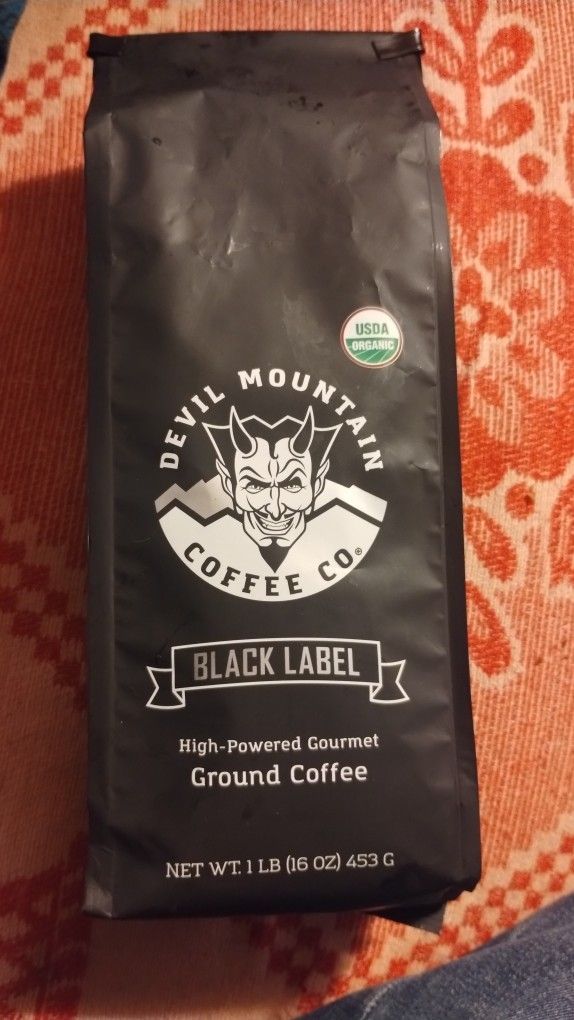 USDA
ORGANIC
DEVIL MOUNTAIN
COFFEE CO®
BLACK LABEL
High-Powered Gourmet
Ground Coffee
NET WT. 1 LB (16 OZ) 453 G